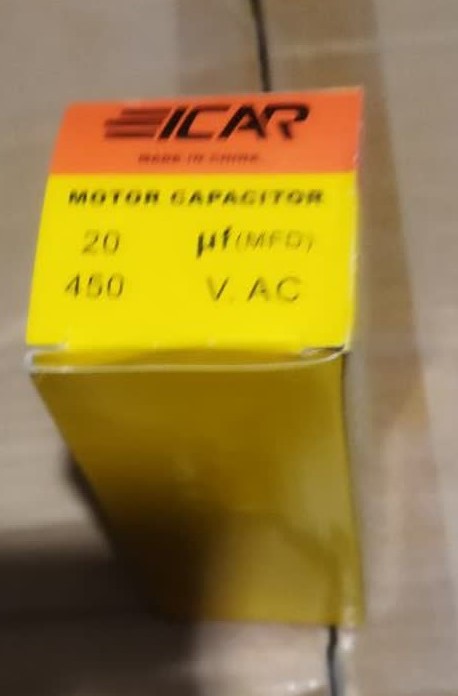 ICAR
MADE IN CHINA
MOTOR CAPACITOR
20 µf(MFD)
450 V. AC